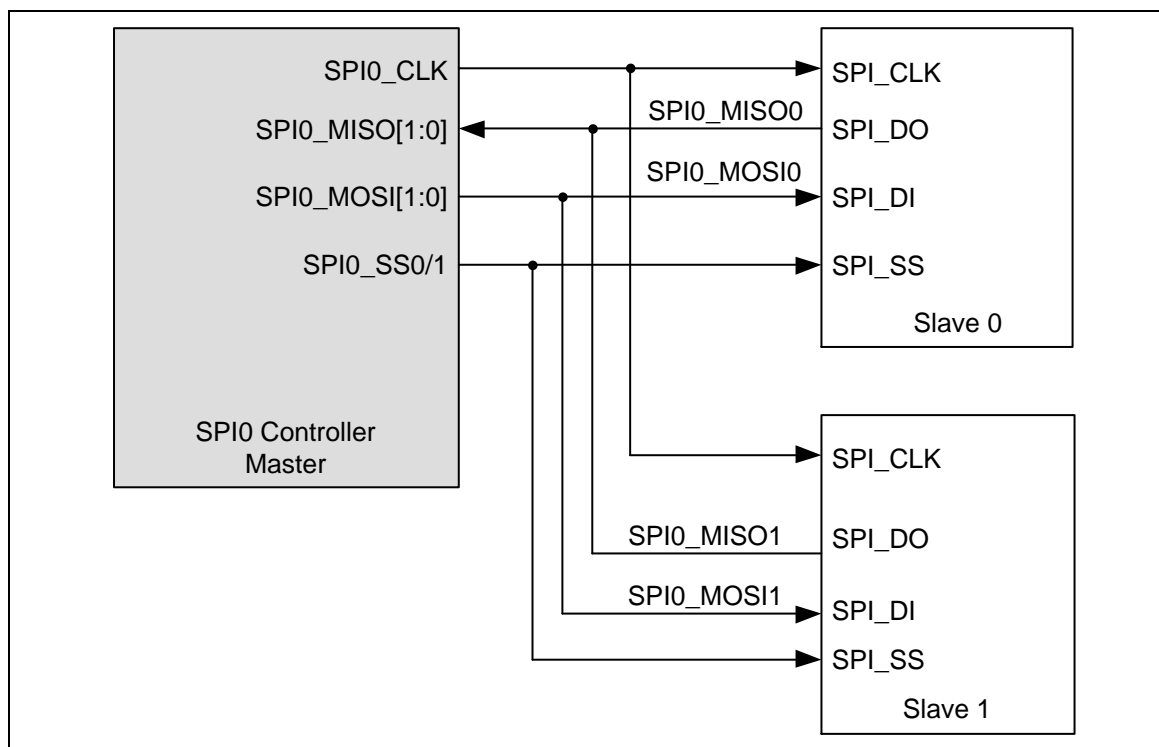 SPI0_CLK
SPI0_MISO[1:0]
SPI0_MOSI[1:0]
SPI0_SS0/1
SPI0 Controller
Master
SPI0_MISO0
SPI0_MOSI0
SPI_CLK
SPI_DO
SPI_DI
SPI_SS
Slave 0
SPI0_MISO1
SPI0_MOSI1
SPI_CLK
SPI_DO
SPI_DI
SPI_SS
Slave 1